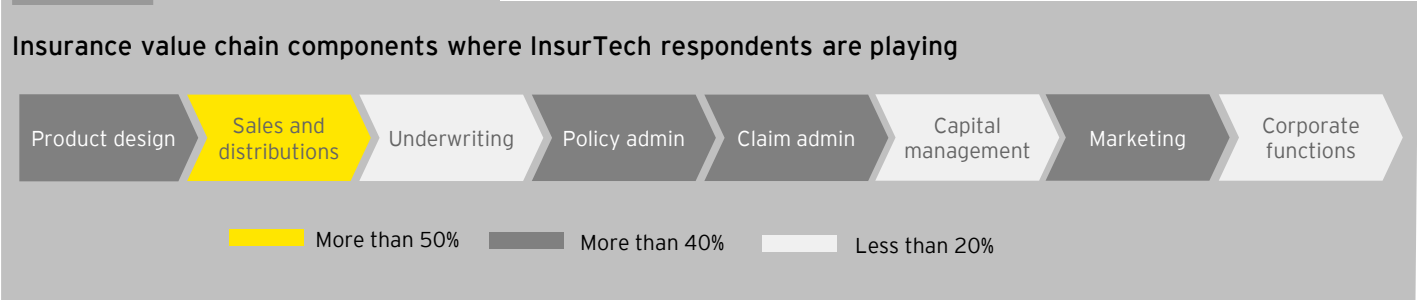 Insurance value chain components where InsurTech respondents are playing
Product design
Sales and
distributions
Underwriting
Policy admin
Claim admin
Capital
management
Marketing
Corporate
functions
More than 50%
More than 40%
Less than 20%